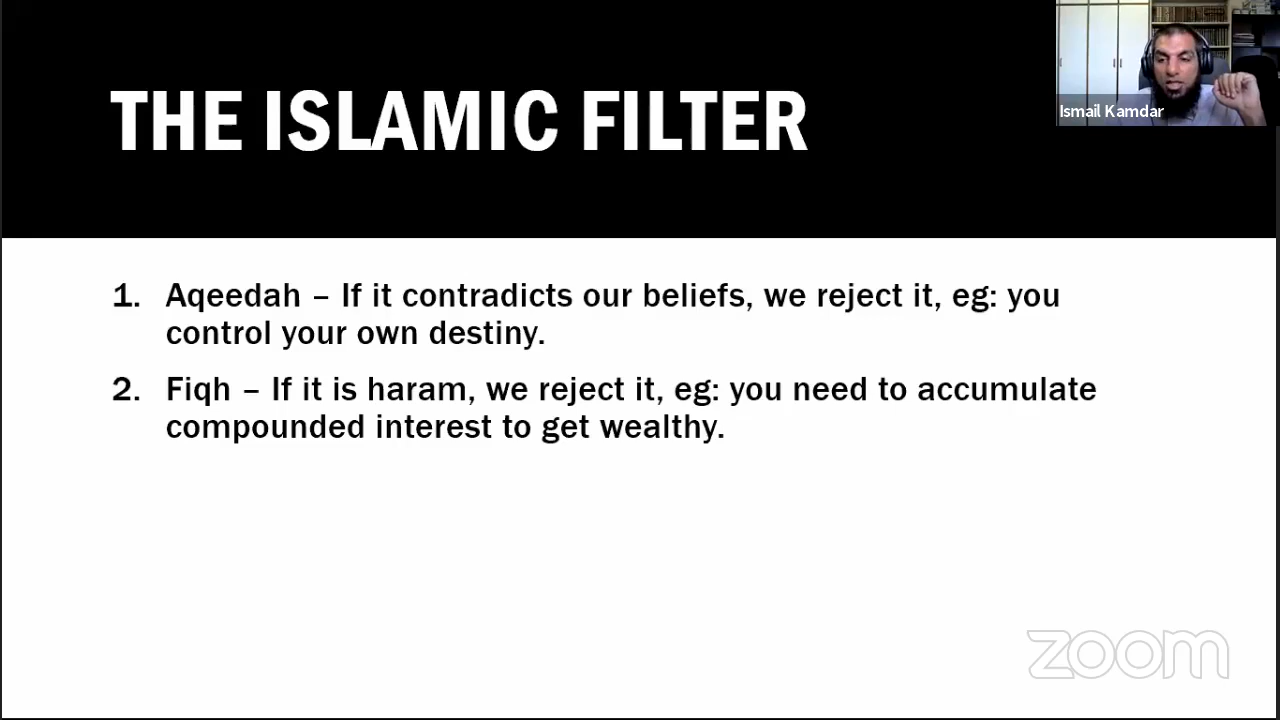 THE ISLAMIC FILTER
Ismail Kamdar
1. Aqeedah – If it contradicts our beliefs, we reject it, eg: you
control your own destiny.
2. Fiqh – If it is haram, we reject it, eg: you need to accumulate
compounded interest to get wealthy.
zoom